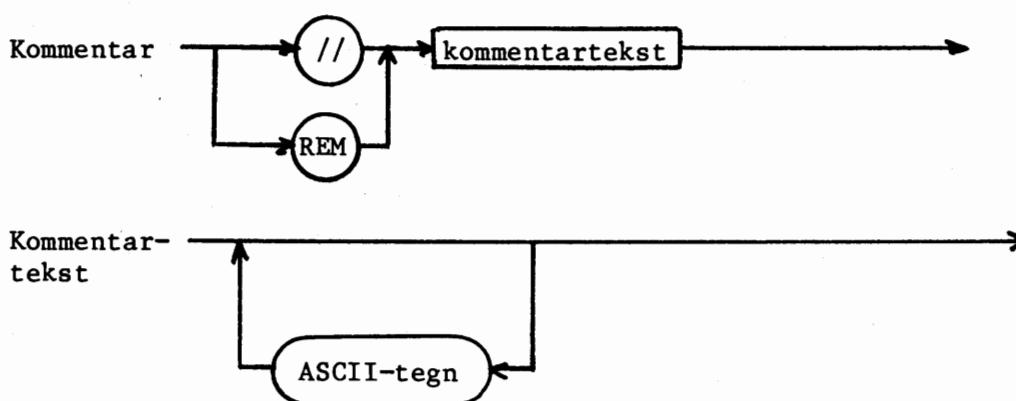 Kommentar // kommentartekst
REM
Kommentar-
tekst
ASCII-tegn